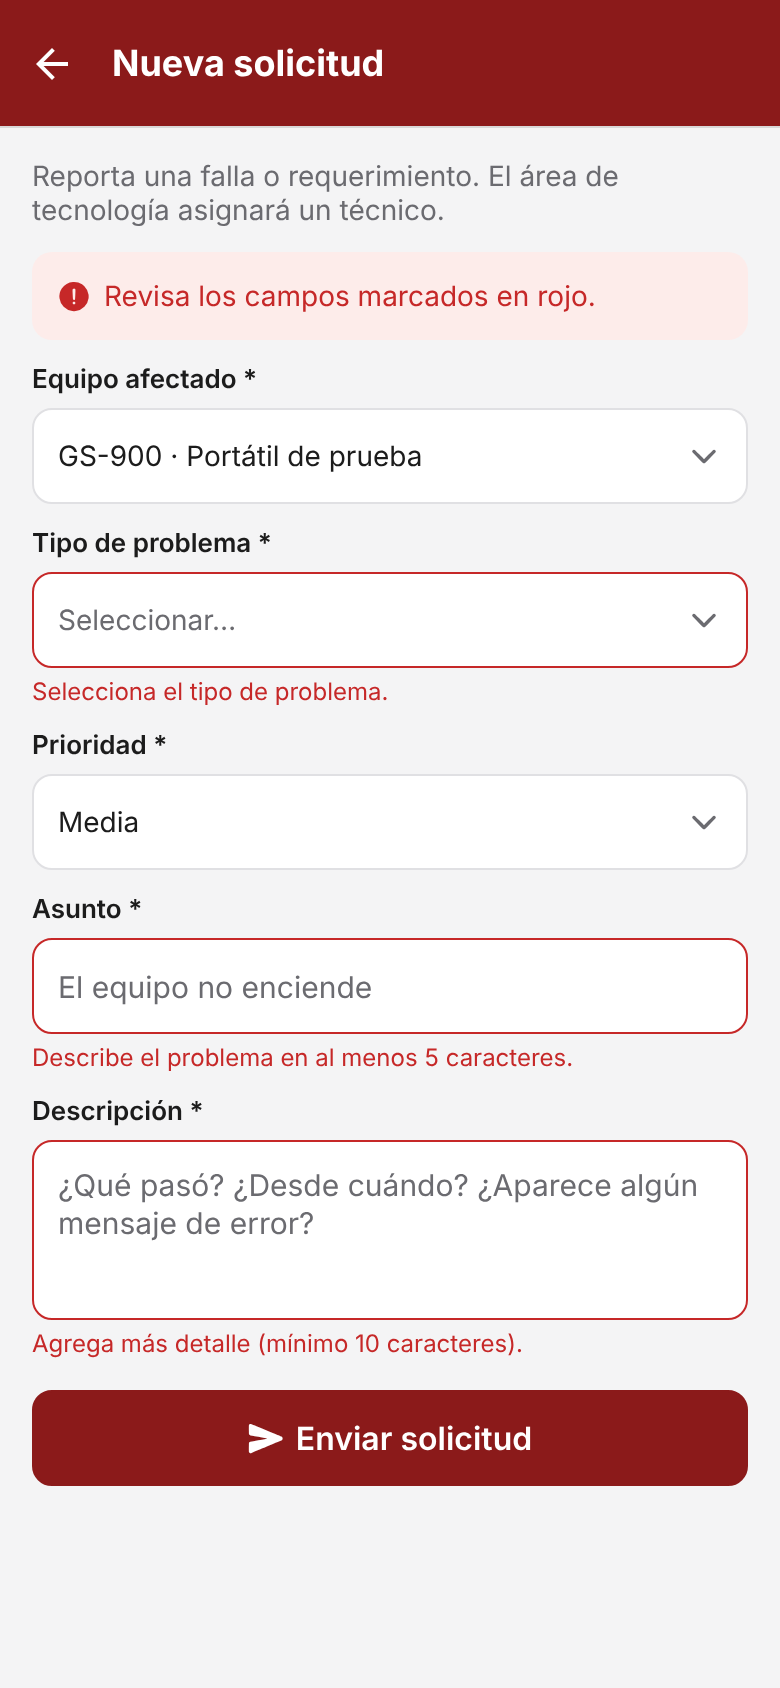 Nueva solicitud
Reporta una falla o requerimiento. El área de
tecnología asignará un técnico.
Revisa los campos marcados en rojo.
Equipo afectado *
GS-900 · Portátil de prueba
Tipo de problema *
Seleccionar...
Selecciona el tipo de problema.
Prioridad *
Media
Asunto *
El equipo no enciende
Describe el problema en al menos 5 caracteres.
Descripción *
¿Qué pasó? ¿Desde cuándo? ¿Aparece algún
mensaje de error?
Agrega más detalle (mínimo 10 caracteres).
Enviar solicitud